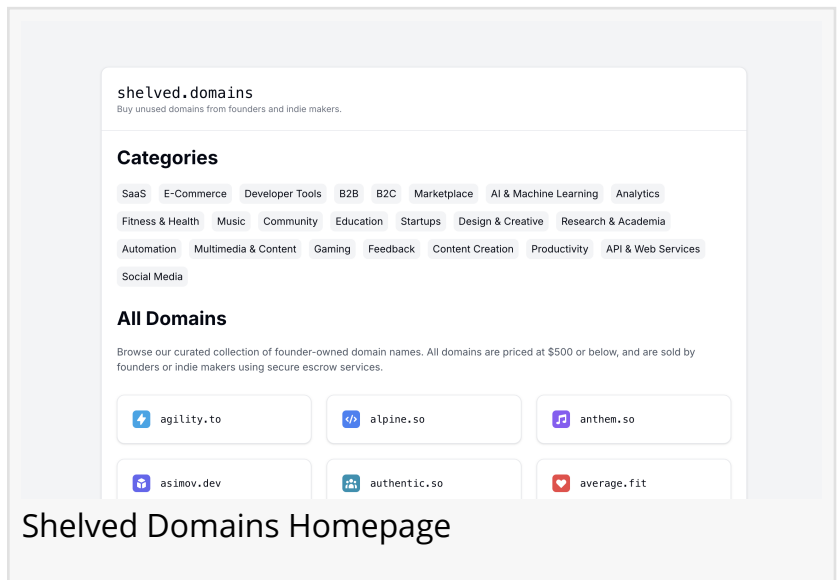 shelved.domains
Buy unused domains from founders and indie makers.
Categories
SaaS E-Commerce Developer Tools B2B B2C Marketplace AI & Machine Learning Analytics
Fitness & Health Music Community Education Startups Design & Creative Research & Academia
Automation Multimedia & Content Gaming Feedback Content Creation Productivity API & Web Services
Social Media
All Domains
Browse our curated collection of founder-owned domain names. All domains are priced at $500 or below, and are sold by
founders or indie makers using secure escrow services.
agility.to alpine.so anthem.so
asimov.dev authentic.so average.fit
Shelved Domains Homepage